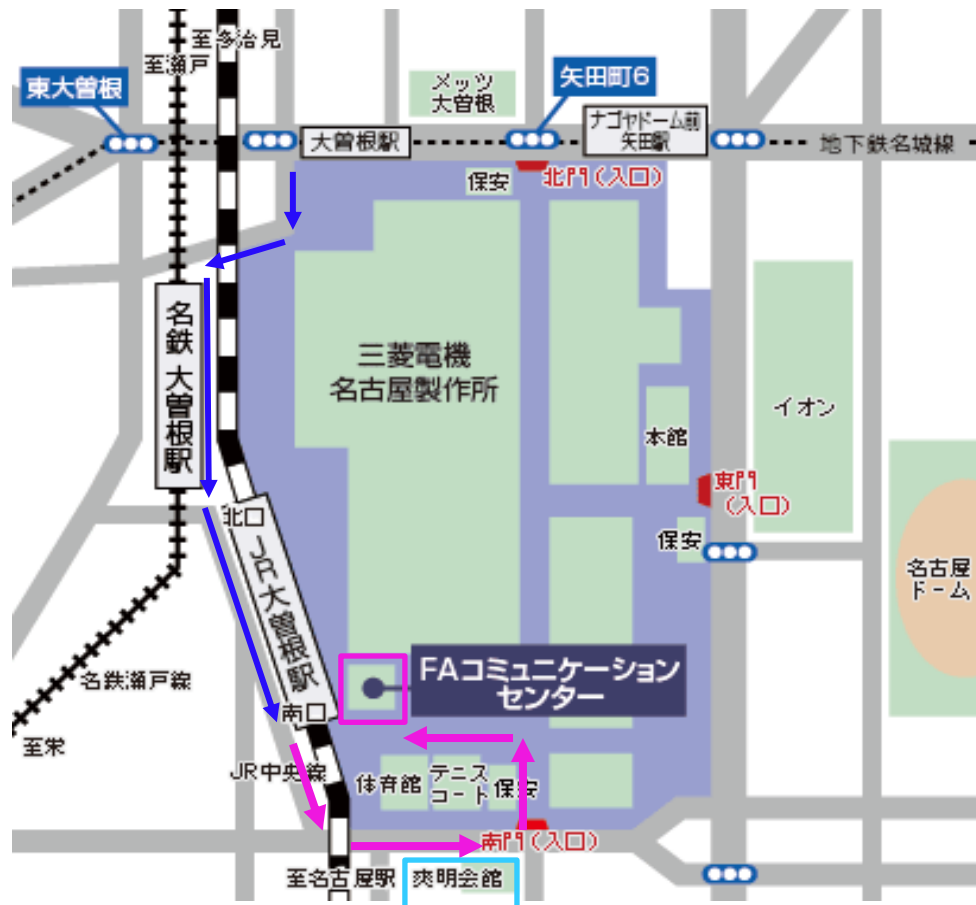 至多治見
至瀬戸
東大曽根
メッツ
大曽根
矢田町6
ナゴヤドーム前
矢田駅
大曽根駅
地下鉄名城線
保安
北門(入口)
名鉄 大曽根駅
三菱電機
名古屋製作所
イオン
本館
東門
(入口)
北口
保安
JR大曽根駅
名古屋
ドーム
FAコミュニケーション
センター
名鉄瀬戸線
南口
至栄
JR中央線
体育館
テニス
コート
保安
南門(入口)
至名古屋駅
爽明会館